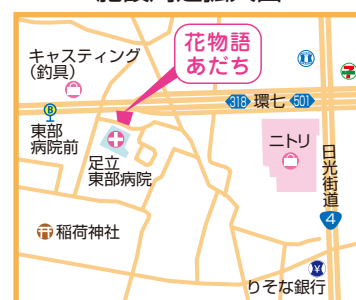 花物語
あだち
キャスティング
(釣具)
7
B
318 環七 501
東部
病院前
足立
東部病院
ニトリ
日光街道
4
稲荷神社
¥
りそな銀行